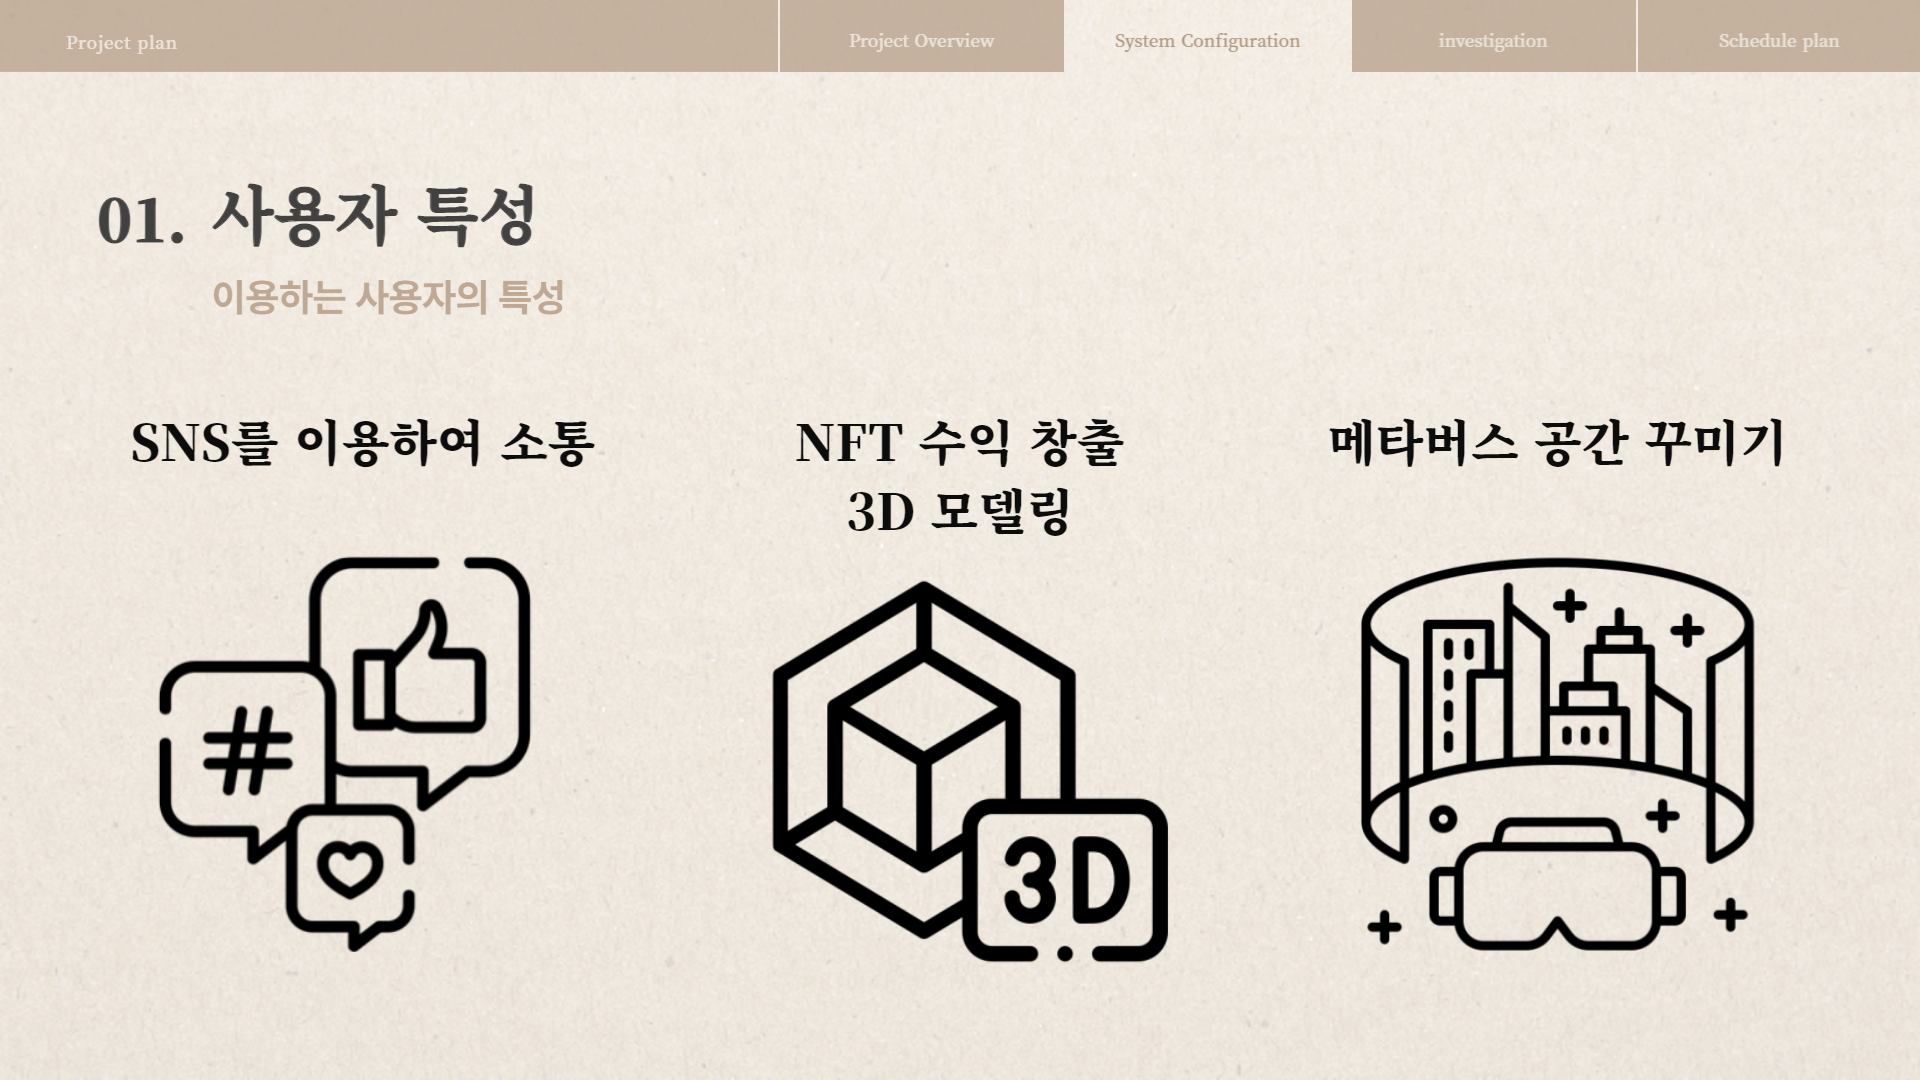 Project plan
Project Overview
System Configuration
investigation
Schedule plan
01. 사용자 특성
이용하는 사용자의 특성
SNS를 이용하여 소통
NFT 수익 창출
3D 모델링
메타버스 공간 꾸미기
#
3D